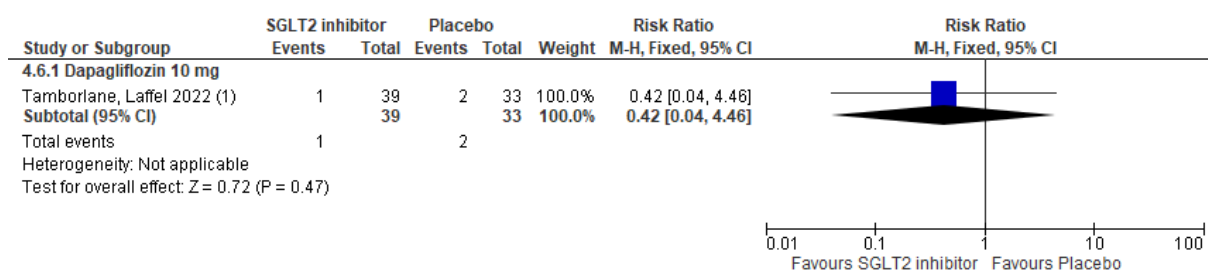 SGLT2 inhibitor Placebo Risk Ratio Risk Ratio
Study or Subgroup Events Total Events Total Weight M-H, Fixed, 95% CI M-H, Fixed, 95% CI
4.6.1 Dapagliflozin 10 mg
Tamborlane, Laffel 2022 (1) 1 39 2 33 100.0% 0.42 [0.04, 4.46]
Subtotal (95% CI) 39 33 100.0% 0.42 [0.04, 4.46]
Total events 1 2
Heterogeneity: Not applicable
Test for overall effect: Z = 0.72 (P = 0.47)
0.01 0.1 1 10 100
Favours SGLT2 inhibitor Favours Placebo